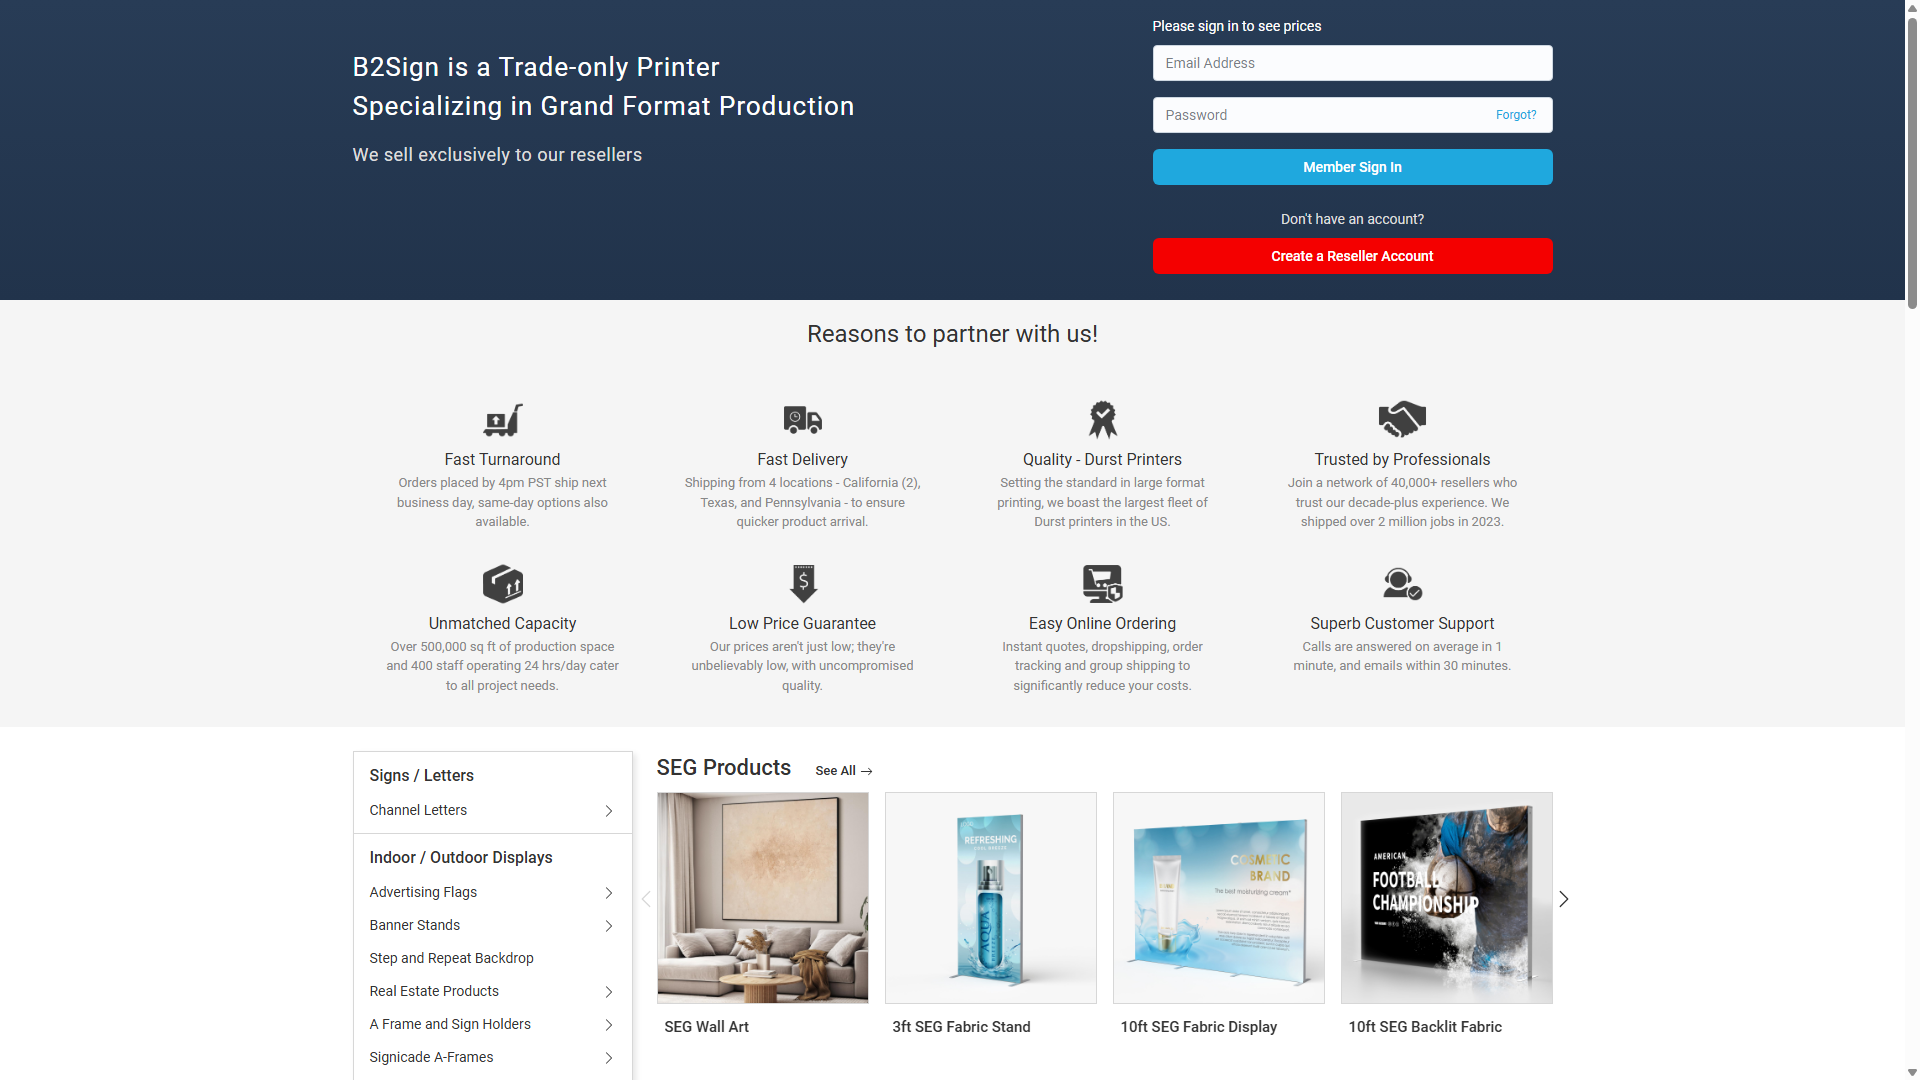 B2Sign is a Trade-only Printer
Specializing in Grand Format Production
We sell exclusively to our resellers
Please sign in to see prices
Email Address
Password
Forgot?
Member Sign In
Don't have an account?
Create a Reseller Account
Reasons to partner with us!
Fast Turnaround
Orders placed by 4pm PST ship next
business day, same-day options also
available.
Fast Delivery
Shipping from 4 locations - California (2),
Texas, and Pennsylvania - to ensure
quicker product arrival.
Quality - Durst Printers
Setting the standard in large format
printing, we boast the largest fleet of
Durst printers in the US.
Trusted by Professionals
Join a network of 40,000+ resellers who
trust our decade-plus experience. We
shipped over 2 million jobs in 2023.
Unmatched Capacity
Over 500,000 sq ft of production space
and 400 staff operating 24 hrs/day cater
to all project needs.
Low Price Guarantee
Our prices aren't just low; they're
unbelievably low, with uncompromised
quality.
Easy Online Ordering
Instant quotes, dropshipping, order
tracking and group shipping to
significantly reduce your costs.
Superb Customer Support
Calls are answered on average in 1
minute, and emails within 30 minutes.
Signs / Letters
Channel Letters
Indoor / Outdoor Displays
Advertising Flags
Banner Stands
Step and Repeat Backdrop
Real Estate Products
A Frame and Sign Holders
Signicade A-Frames
SEG Products
See All
REFRESHING
AQUA
COSMETIC
BRAND
The best moisturizing cream*
AMERICAN
FOOTBALL
CHAMPIONSHIP
SEG Wall Art
3ft SEG Fabric Stand
10ft SEG Fabric Display
10ft SEG Backlit Fabric